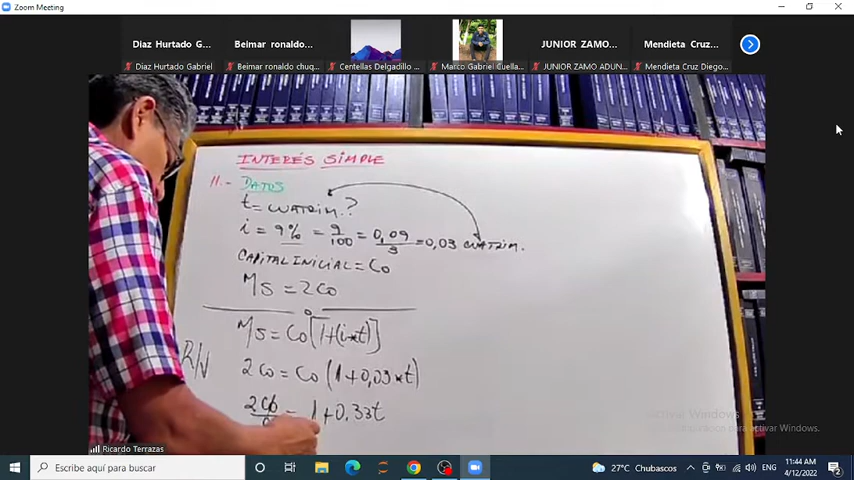 Zoom Meeting
Diaz Hurtado G...
Beimar ronaldo...
JUNIOR ZAMO...
Mendieta Cruz...
Diaz Hurtado Gabriel
Beimar ronaldo chuq...
Centellas Delgadillo ...
Marco Gabriel Cuella...
JUNIOR ZAMO ADUN...
Mendieta Cruz Diego...
INTERÉS SIMPLE
11.- DATOS
t = CUATRIM.?
i = 9% = 9/100 = 0,09/3 = 0,03 CUATRIM.
CAPITAL INICIAL = Co
MS = 2Co
MS = Co[1+(i*t)]
R/V
2Co = Co (1+0,03*t)
2Co = 1+0.33t
Activar Windows
Ricardo Terrazas
Escribe aquí para buscar
27°C Chubascos
ENG
11:44 AM
4/12/2022
2